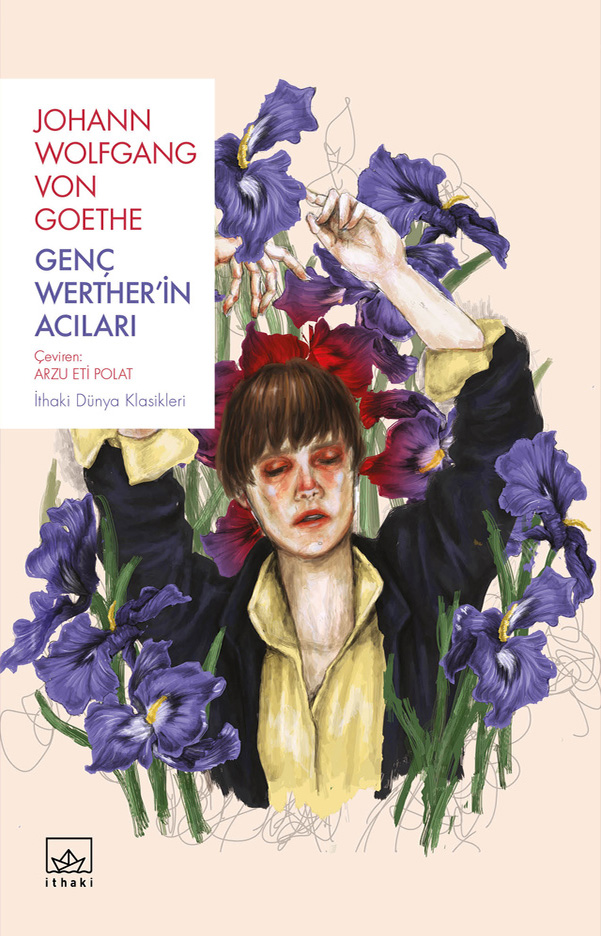 JOHANN
WOLFGANG
VON
GOETHE
GENÇ
WERTHER'İN
ACILARI
Çeviren:
ARZU ETİ POLAT
İthaki Dünya Klasikleri
ithaki